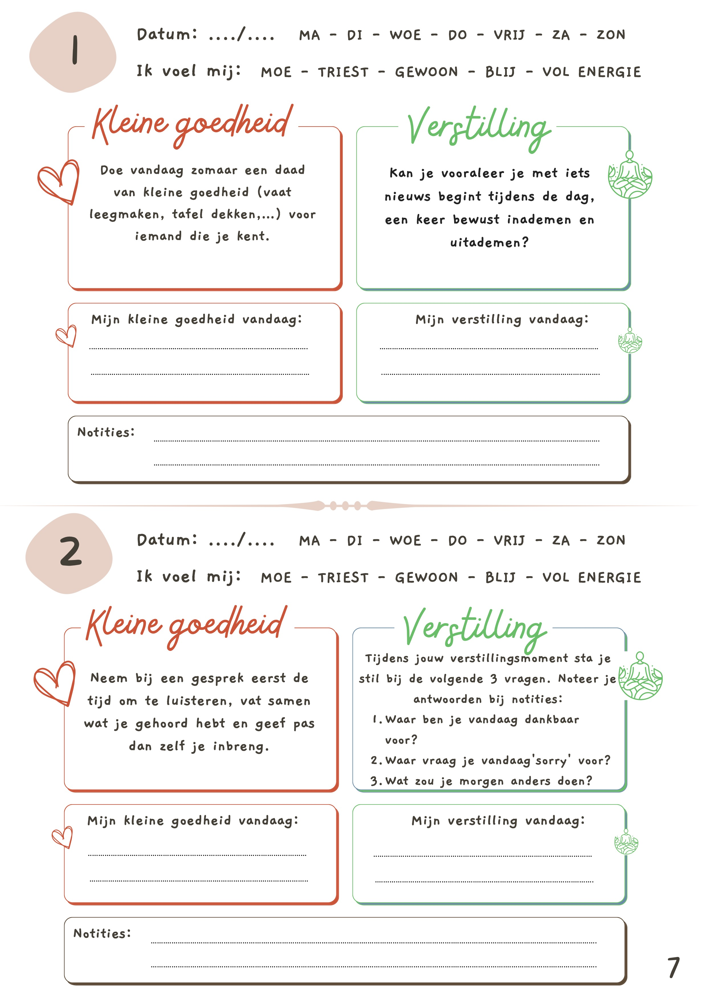 1
Datum: ..../.... MA - DI - WOE - DO - VRIJ - ZA - ZON
Ik voel mij: MOE - TRIEST - GEWOON - BLIJ - VOL ENERGIE
Kleine goedheid
Doe vandaag zomaar een daad
van kleine goedheid (vaat
leegmaken, tafel dekken,...) voor
iemand die je kent.
Verstilling
Kan je vooraleer je met iets
nieuws begint tijdens de dag,
een keer bewust inademen en
uitademen?
Mijn kleine goedheid vandaag:
Mijn verstilling vandaag:
Notities:
2
Datum: ..../.... MA - DI - WOE - DO - VRIJ - ZA - ZON
Ik voel mij: MOE - TRIEST - GEWOON - BLIJ - VOL ENERGIE
Kleine goedheid
Neem bij een gesprek eerst de
tijd om te luisteren, vat samen
wat je gehoord hebt en geef pas
dan zelf je inbreng.
Verstilling
Tijdens jouw verstillingsmoment sta je
stil bij de volgende 3 vragen. Noteer je
antwoorden bij notities:
1. Waar ben je vandaag dankbaar
voor?
2. Waar vraag je vandaag'sorry' voor?
3. Wat zou je morgen anders doen?
Mijn kleine goedheid vandaag:
Mijn verstilling vandaag:
Notities:
7